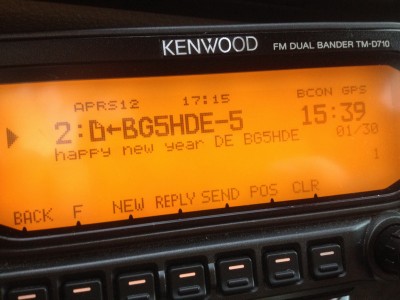 KENWOOD FM DUAL BANDER TM-D710
APRS12 17:15 BCON GPS
2:D←BG5HDE-5 15:39
happy new year DE BG5HDE 01/30
1
BACK F NEW REPLY SEND POS CLR